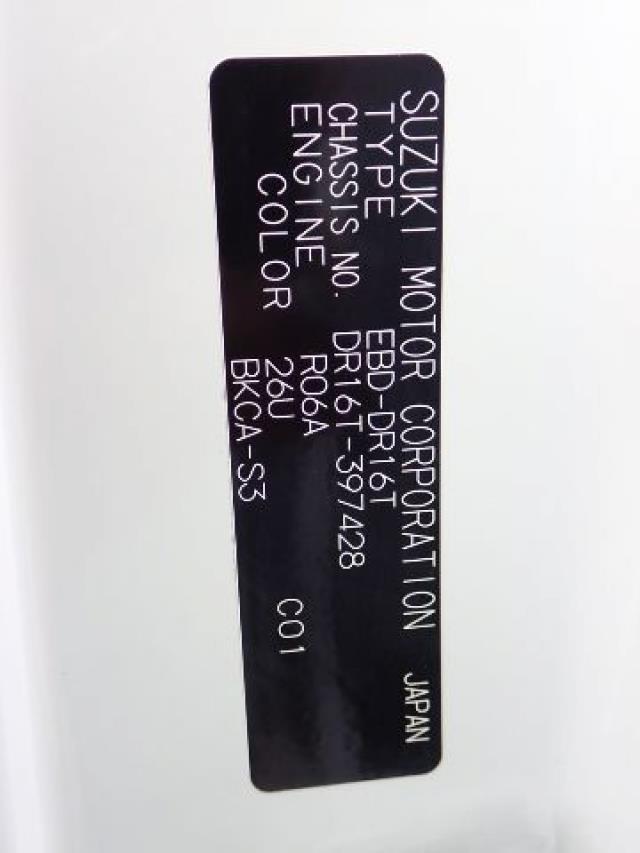 SUZUKI MOTOR CORPORATION JAPAN
TYPE EBD-DR16T
CHASSIS NO. DR16T-397428
ENGINE R06A
COLOR 26U C01
BKCA-S3